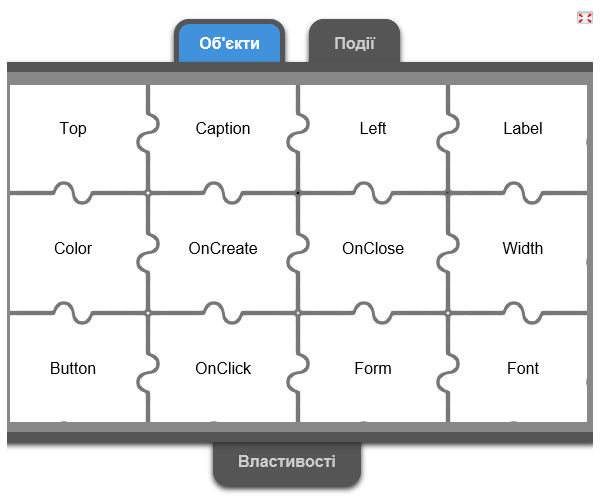 Об'єкти Події
Top Caption Left Label
Color OnCreate OnClose Width
Button OnClick Form Font
Властивості